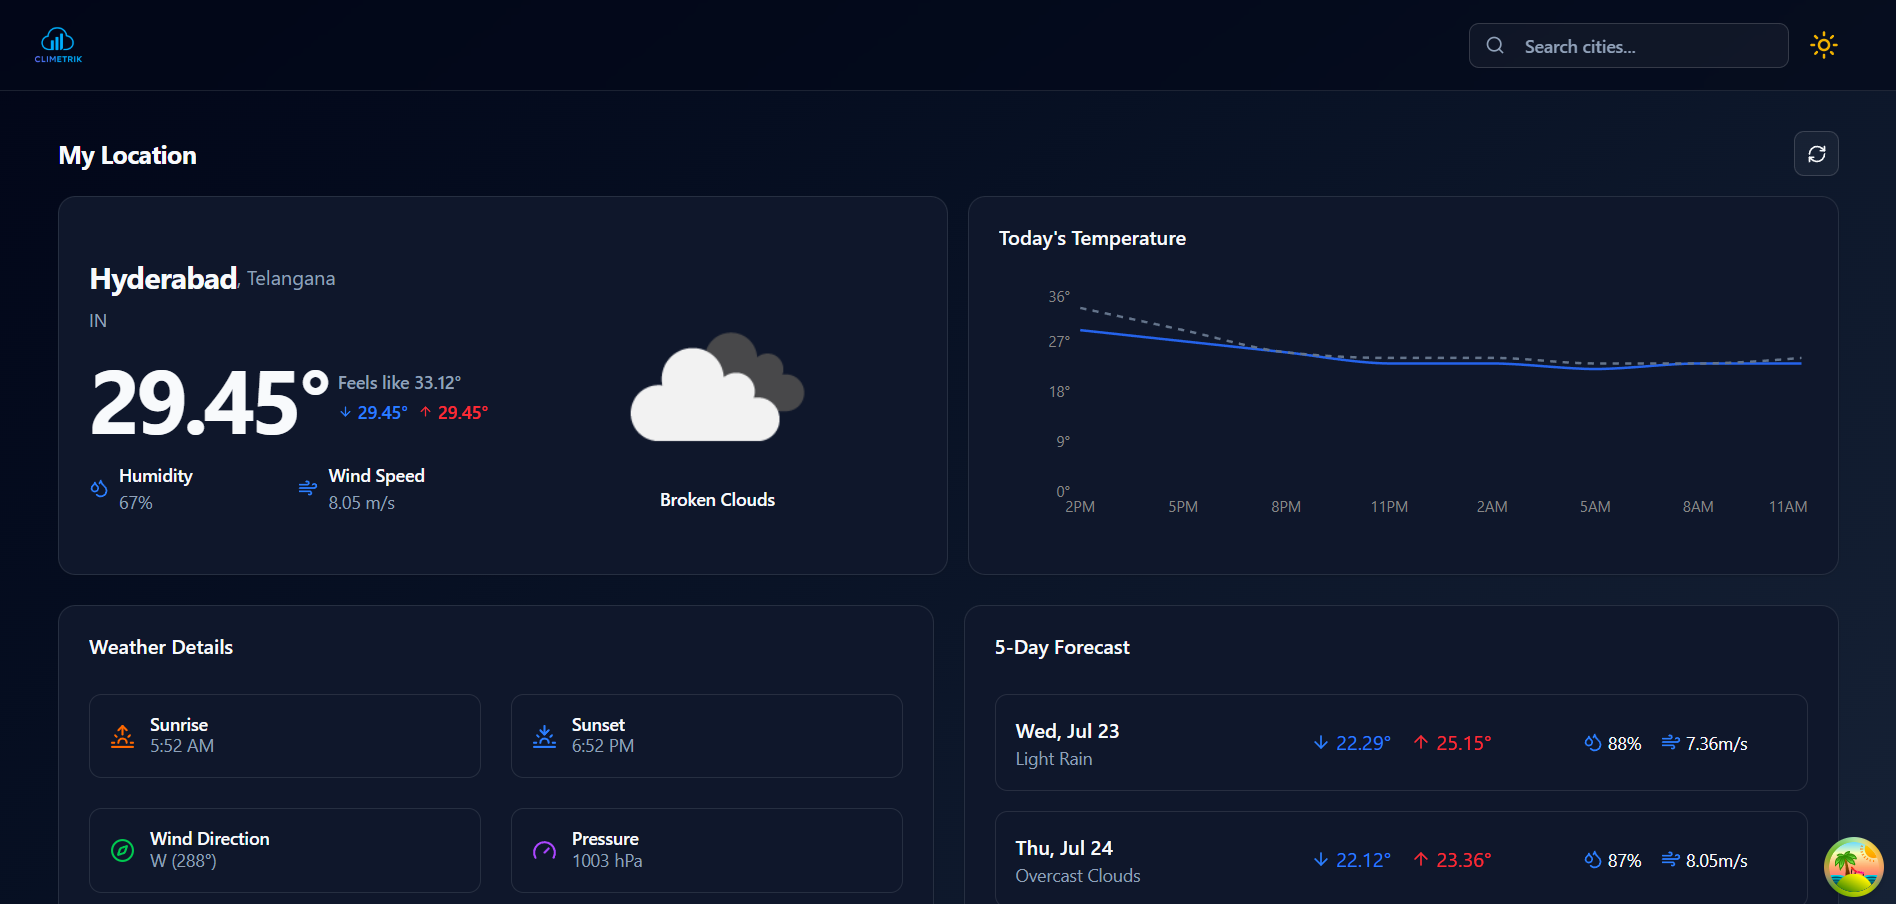 CLIMETRIK
Search cities...
My Location
Hyderabad, Telangana
IN
29.45°
Feels like 33.12°
↓ 29.45° ↑ 29.45°
Humidity
67%
Wind Speed
8.05 m/s
Broken Clouds
Today's Temperature
36°
27°
18°
9°
0°
2PM 5PM 8PM 11PM 2AM 5AM 8AM 11AM
Weather Details
Sunrise
5:52 AM
Sunset
6:52 PM
Wind Direction
W (288°)
Pressure
1003 hPa
5-Day Forecast
Wed, Jul 23
Light Rain
↓ 22.29° ↑ 25.15° 88% 7.36m/s
Thu, Jul 24
Overcast Clouds
↓ 22.12° ↑ 23.36° 87% 8.05m/s